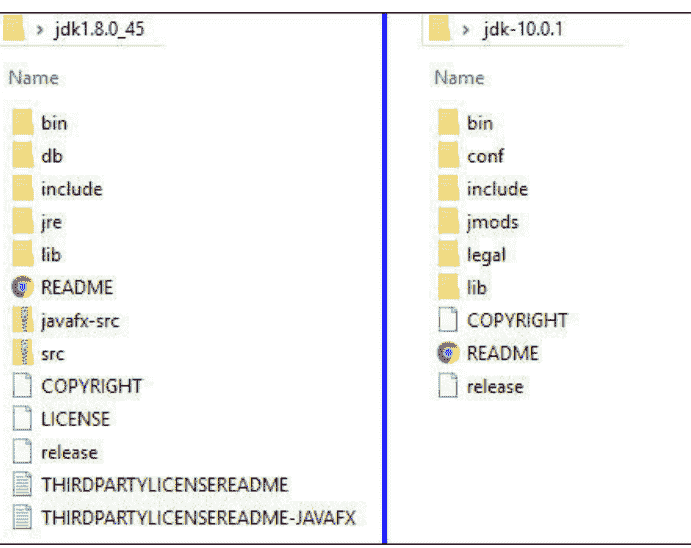 jdk1.8.0_45
Name
bin
db
include
jre
lib
README
javafx-src
src
COPYRIGHT
LICENSE
release
THIRDPARTYLICENSEREADME
THIRDPARTYLICENSEREADME-JAVAFX
jdk-10.0.1
Name
bin
conf
include
jmods
legal
lib
COPYRIGHT
README
release